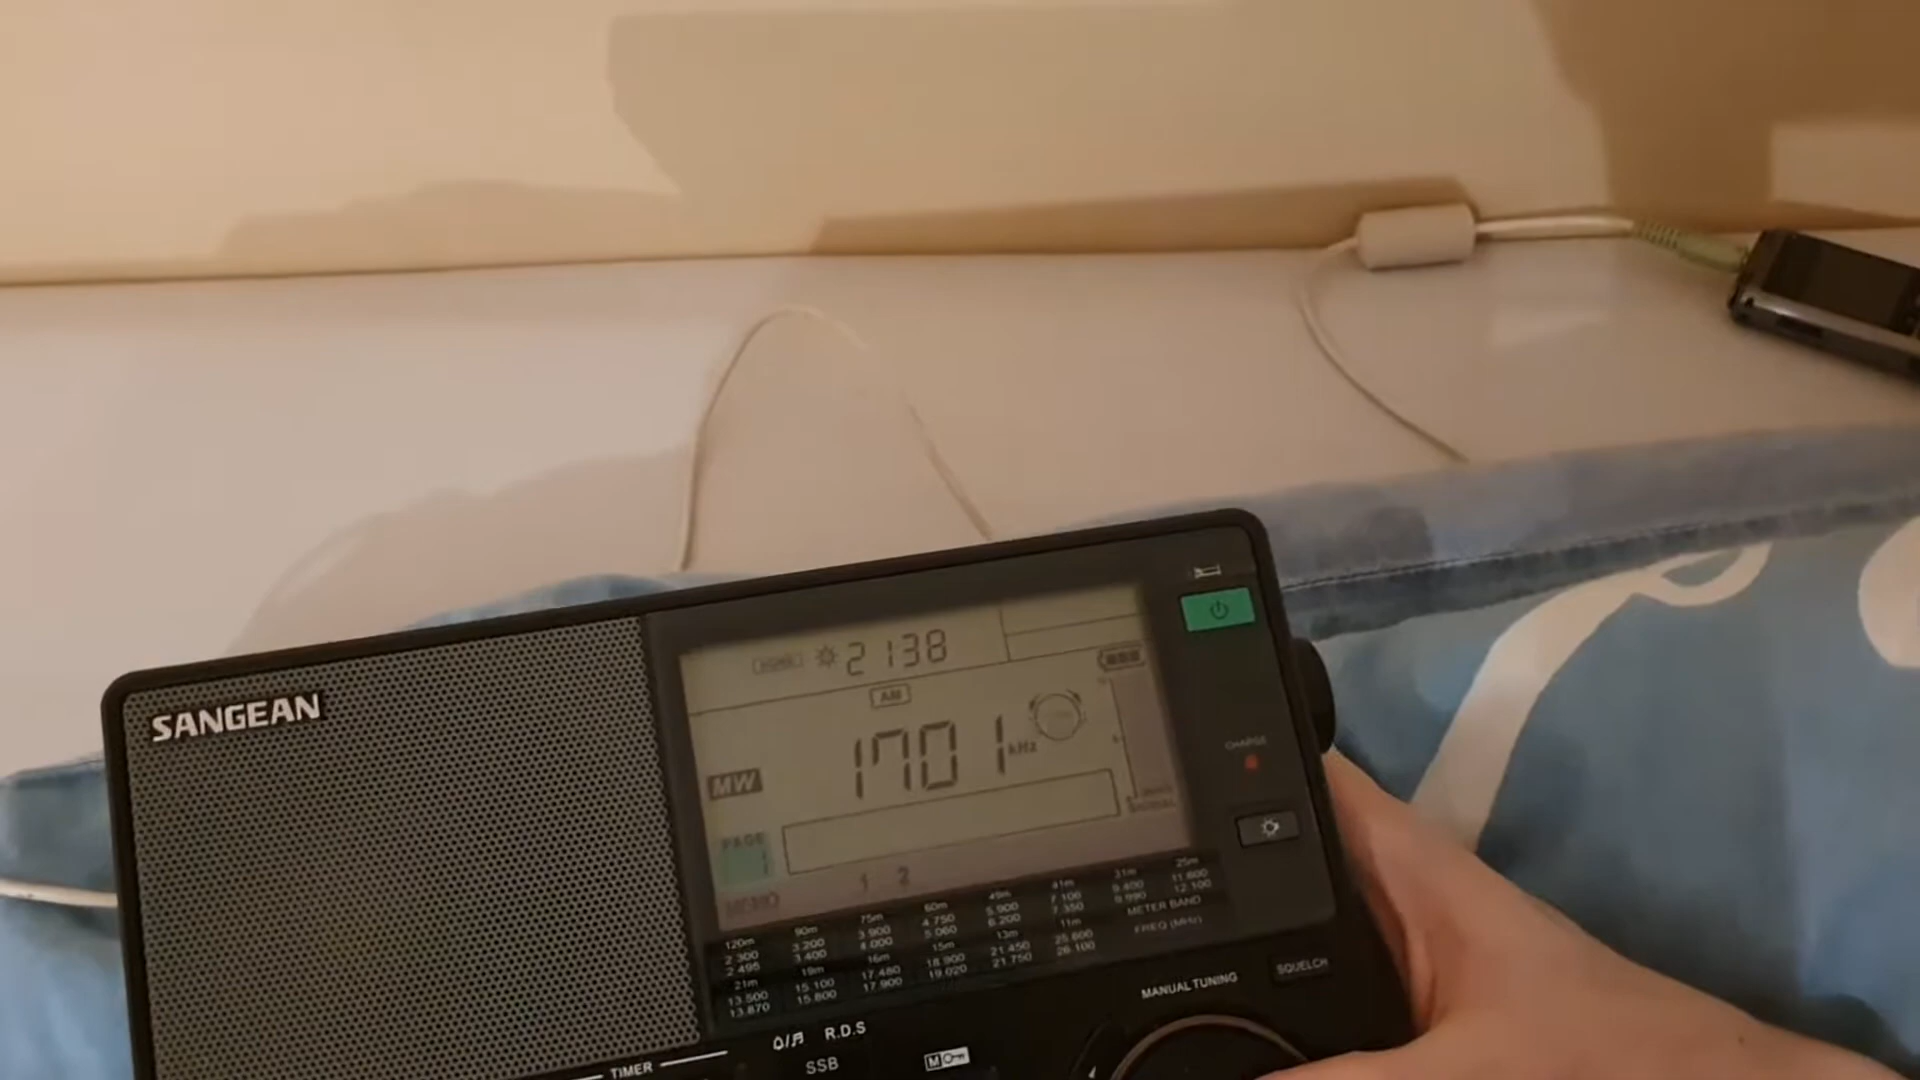 SANGEAN
2138
AM
1701 kHz
MW
PAGE
1
MEMO
1 2
SIGNAL
CHARGE
120m 90m 75m 60m 49m 41m 31m 25m
2.300 3.200 3.900 4.750 5.900 7.100 9.400 11.600
2.495 3.400 4.000 5.060 6.200 7.350 9.990 12.100
21m 19m 16m 15m 13m 11m METER BAND
13.500 15.100 17.480 18.900 21.450 25.600 FREQ (MHz)
13.870 15.800 17.900 19.020 21.750 26.100
MANUAL TUNING
SQUELCH
R.D.S
SSB
TIMER
M